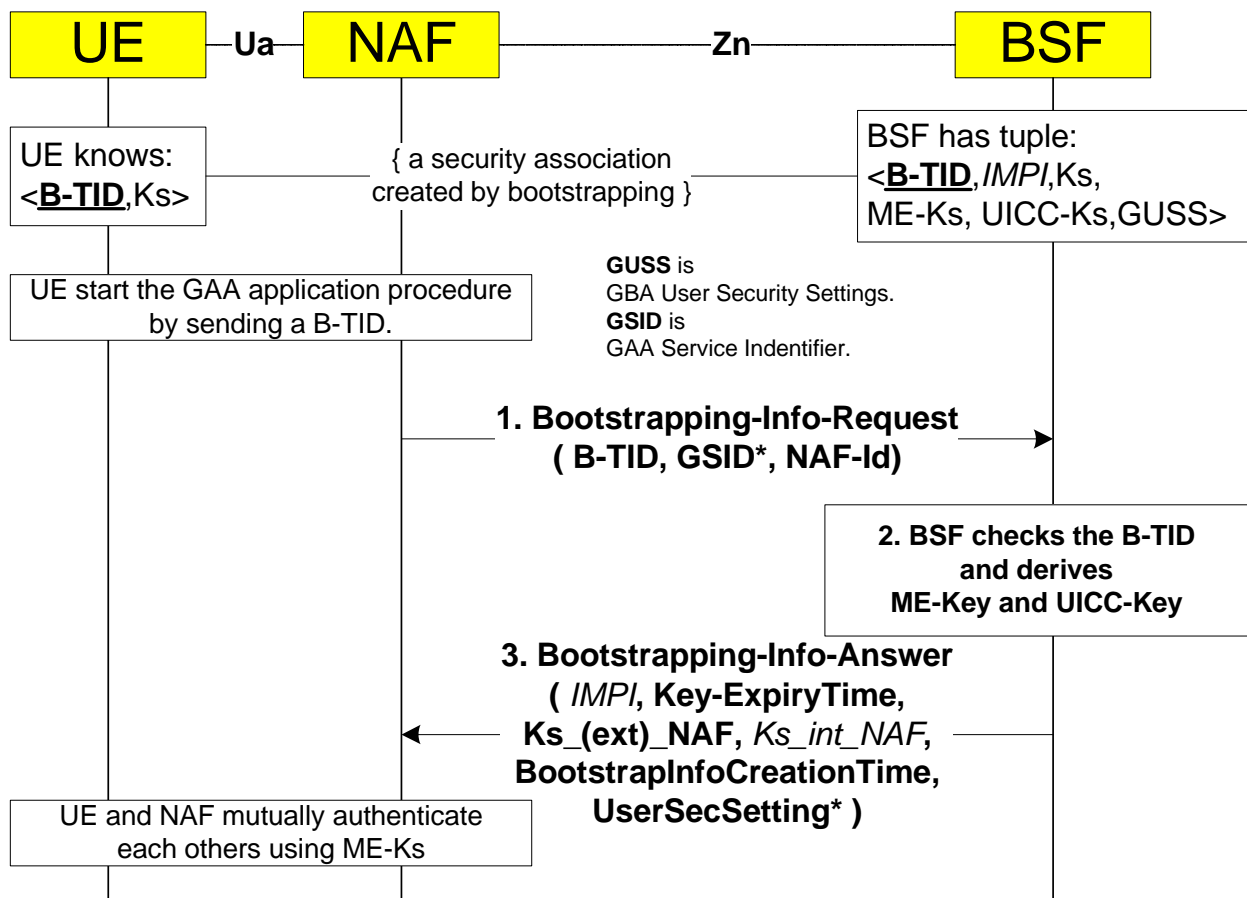 UE
Ua
NAF
Zn
BSF
UE knows:
<B-TID,Ks>
{ a security association
created by bootstrapping }
BSF has tuple:
<B-TID,IMPI,Ks,
ME-Ks, UICC-Ks,GUSS>
UE start the GAA application procedure
by sending a B-TID.
GUSS is
GBA User Security Settings.
GSID is
GAA Service Indentifier.
1. Bootstrapping-Info-Request
( B-TID, GSID*, NAF-Id)
2. BSF checks the B-TID
and derives
ME-Key and UICC-Key
3. Bootstrapping-Info-Answer
( IMPI, Key-ExpiryTime,
Ks_(ext)_NAF, Ks_int_NAF,
BootstrapInfoCreationTime,
UserSecSetting* )
UE and NAF mutually authenticate
each others using ME-Ks